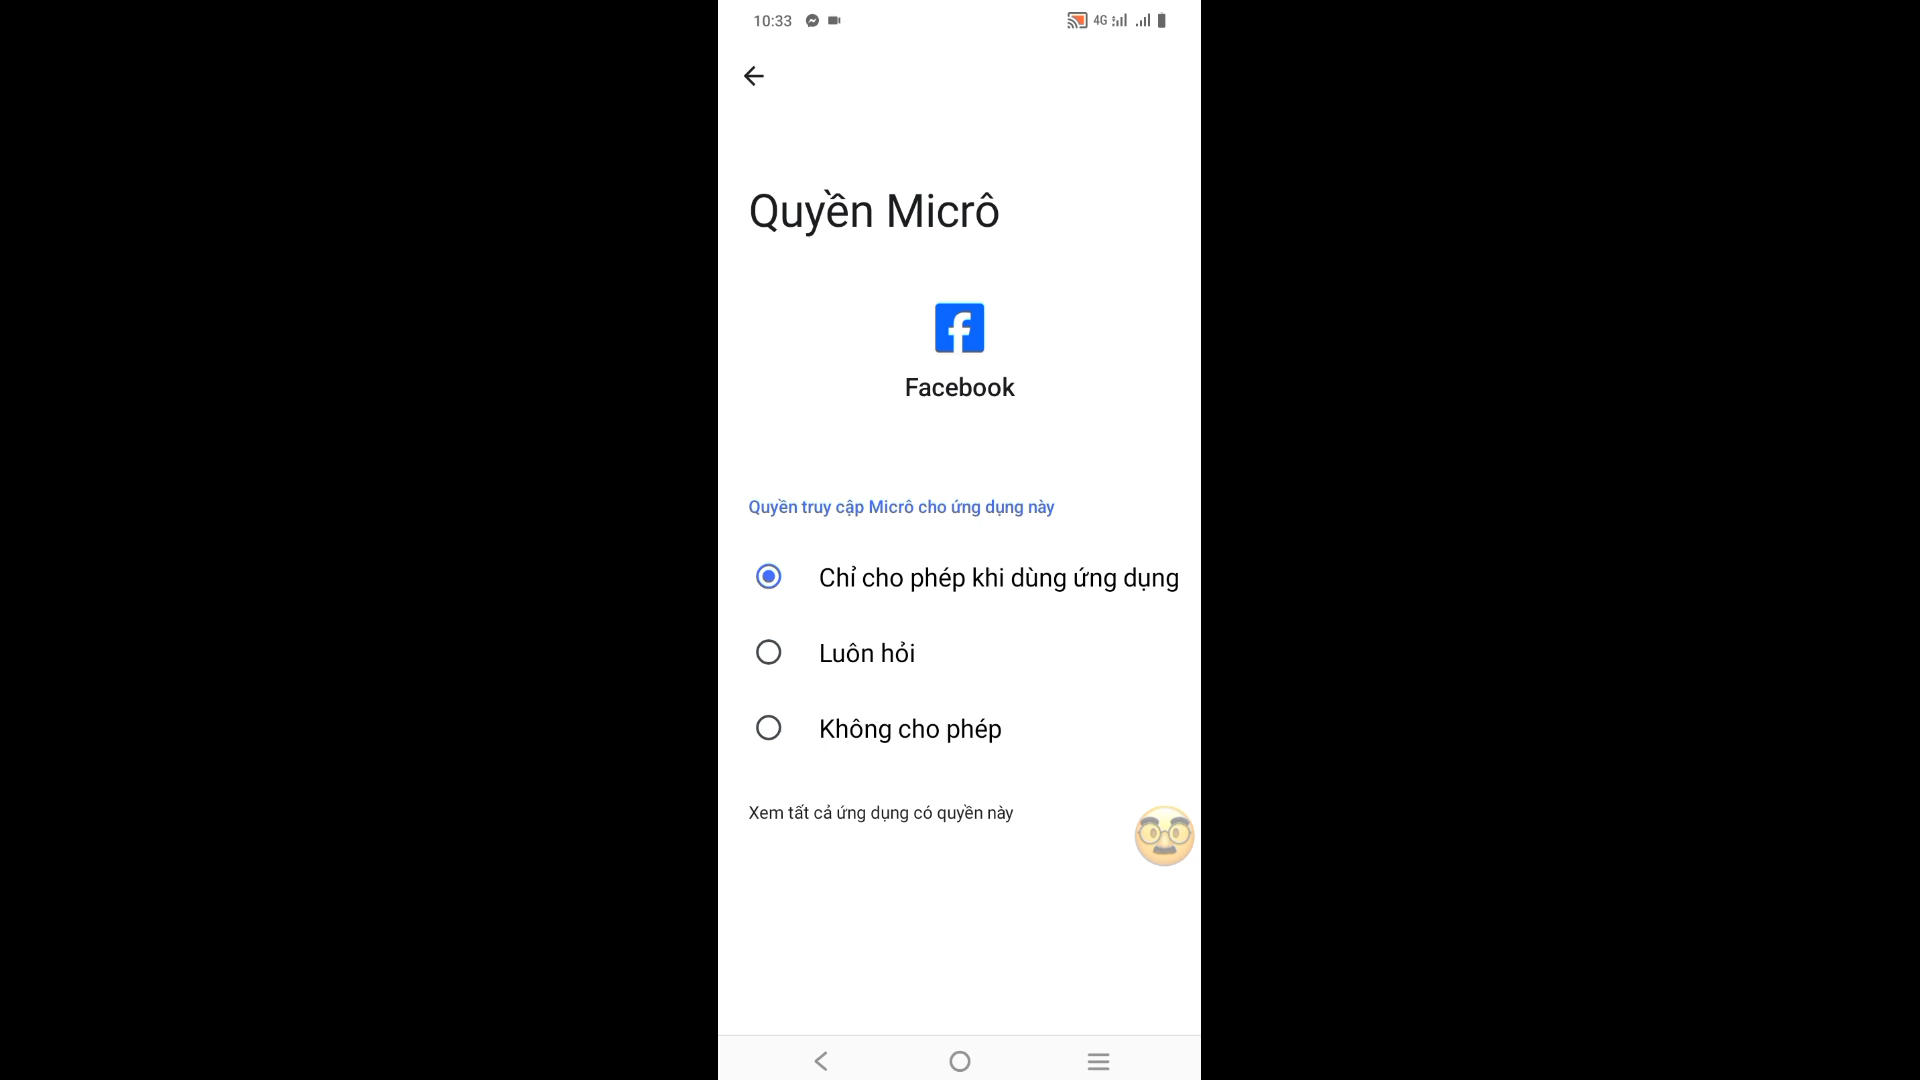 10:33
4G
Quyền Micrô
Facebook
Quyền truy cập Micrô cho ứng dụng này
Chỉ cho phép khi dùng ứng dụng
Luôn hỏi
Không cho phép
Xem tất cả ứng dụng có quyền này